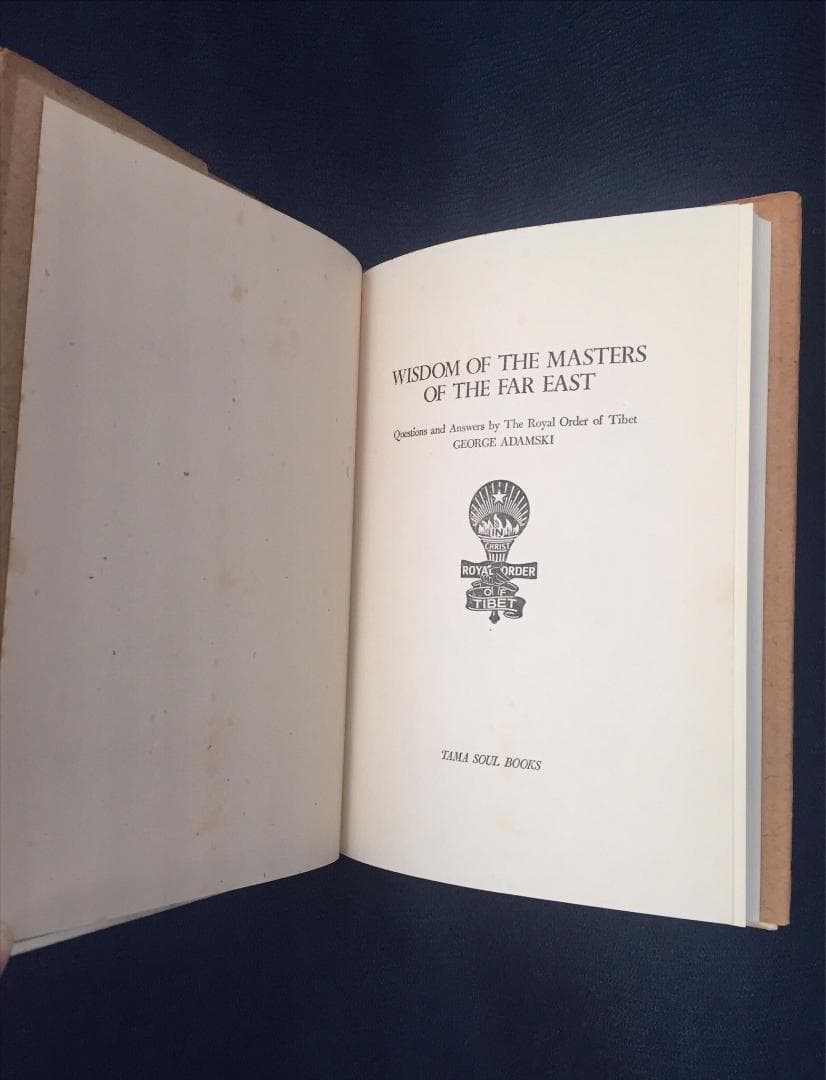 WISDOM OF THE MASTERS
OF THE FAR EAST
Questions and Answers by The Royal Order of Tibet
GEORGE ADAMSKI
IN
CHRIST
ROYAL ORDER
OF
TIBET
TAMA SOUL BOOKS